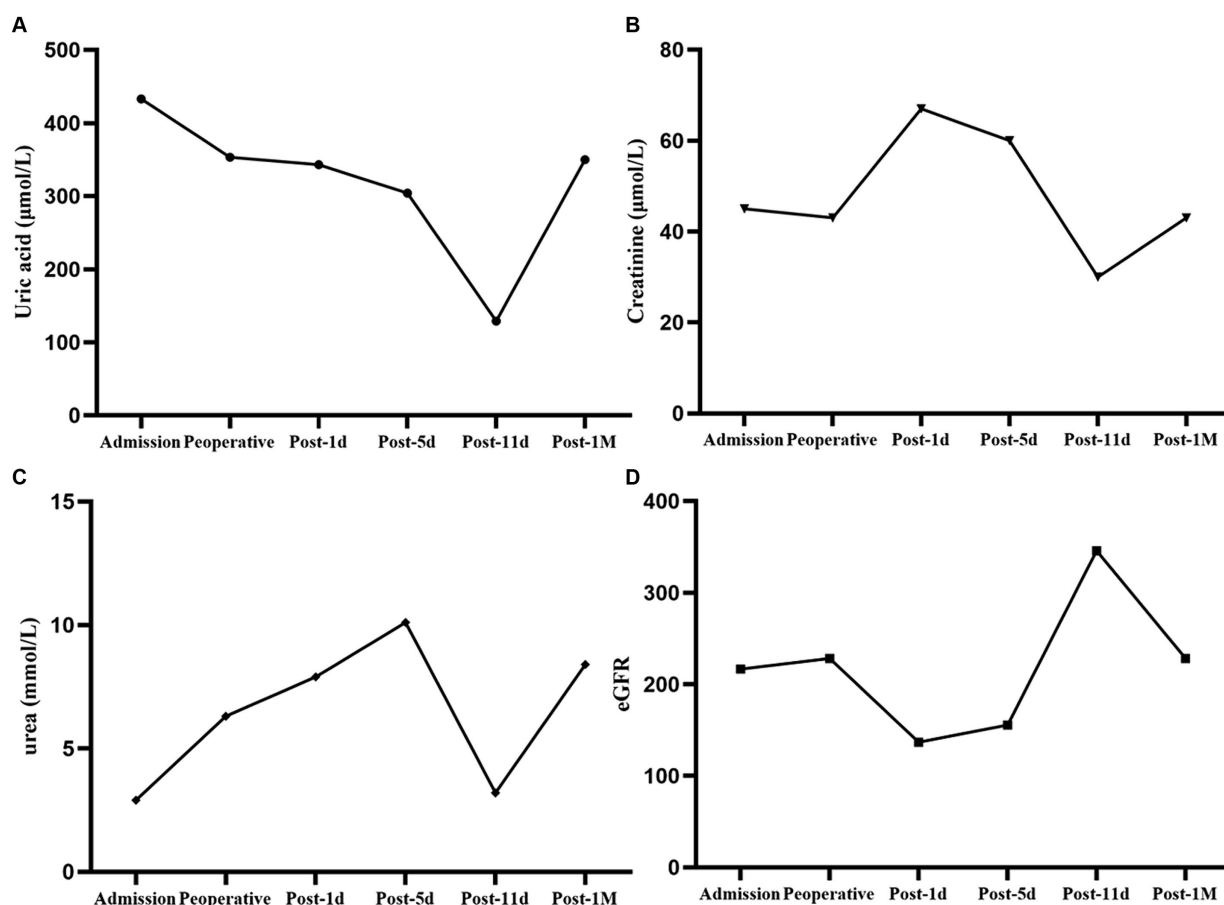 A
Uric acid (μmol/L)
500
400
300
200
100
0
Admission Peoperative Post-1d Post-5d Post-11d Post-1M
B
Creatinine (μmol/L)
80
60
40
20
0
Admission Peoperative Post-1d Post-5d Post-11d Post-1M
C
urea (mmol/L)
15
10
5
0
Admission Peoperative Post-1d Post-5d Post-11d Post-1M
D
eGFR
400
300
200
100
0
Admission Peoperative Post-1d Post-5d Post-11d Post-1M